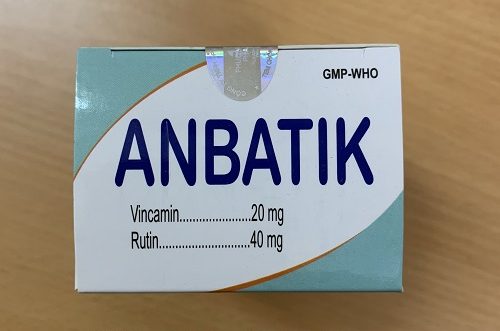 GMP-WHO
ANBATIK
Vincamin......................20 mg
Rutin............................40 mg